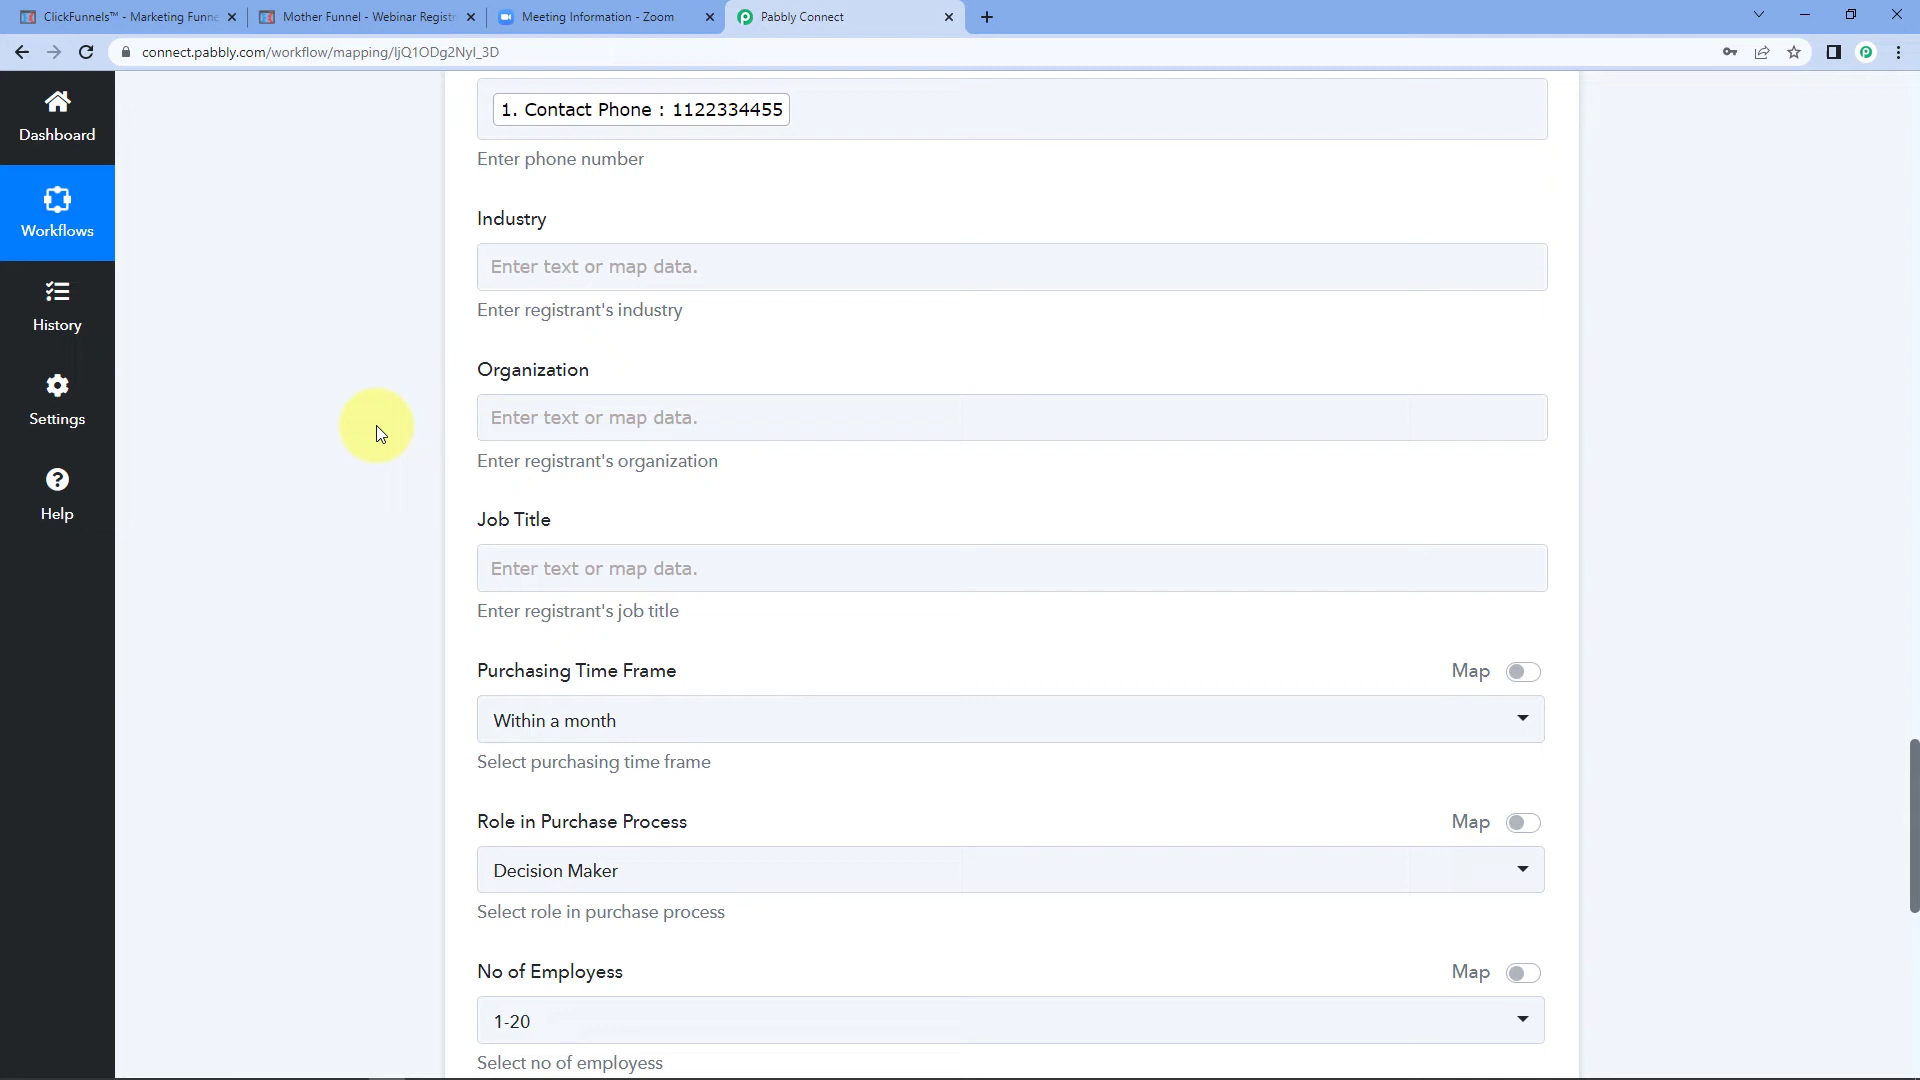 ClickFunnels™ - Marketing Funne
Mother Funnel - Webinar Registr
Meeting Information - Zoom
Pabbly Connect
connect.pabbly.com/workflow/mapping/IjQ1ODg2NyI_3D
Dashboard
Workflows
History
Settings
Help
1. Contact Phone : 1122334455
Enter phone number
Industry
Enter text or map data.
Enter registrant's industry
Organization
Enter text or map data.
Enter registrant's organization
Job Title
Enter text or map data.
Enter registrant's job title
Purchasing Time Frame Map
Within a month
Select purchasing time frame
Role in Purchase Process Map
Decision Maker
Select role in purchase process
No of Employess Map
1-20
Select no of employess